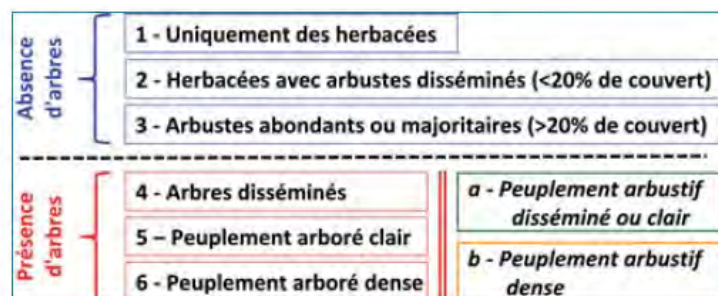 Absence
d'arbres
1 - Uniquement des herbacées
2 - Herbacées avec arbustes disséminés (<20% de couvert)
3 - Arbustes abondants ou majoritaires (>20% de couvert)
Présence
d'arbres
4 - Arbres disséminés
5 – Peuplement arboré clair
6 - Peuplement arboré dense
a - Peuplement arbustif
disséminé ou clair
b - Peuplement arbustif
dense